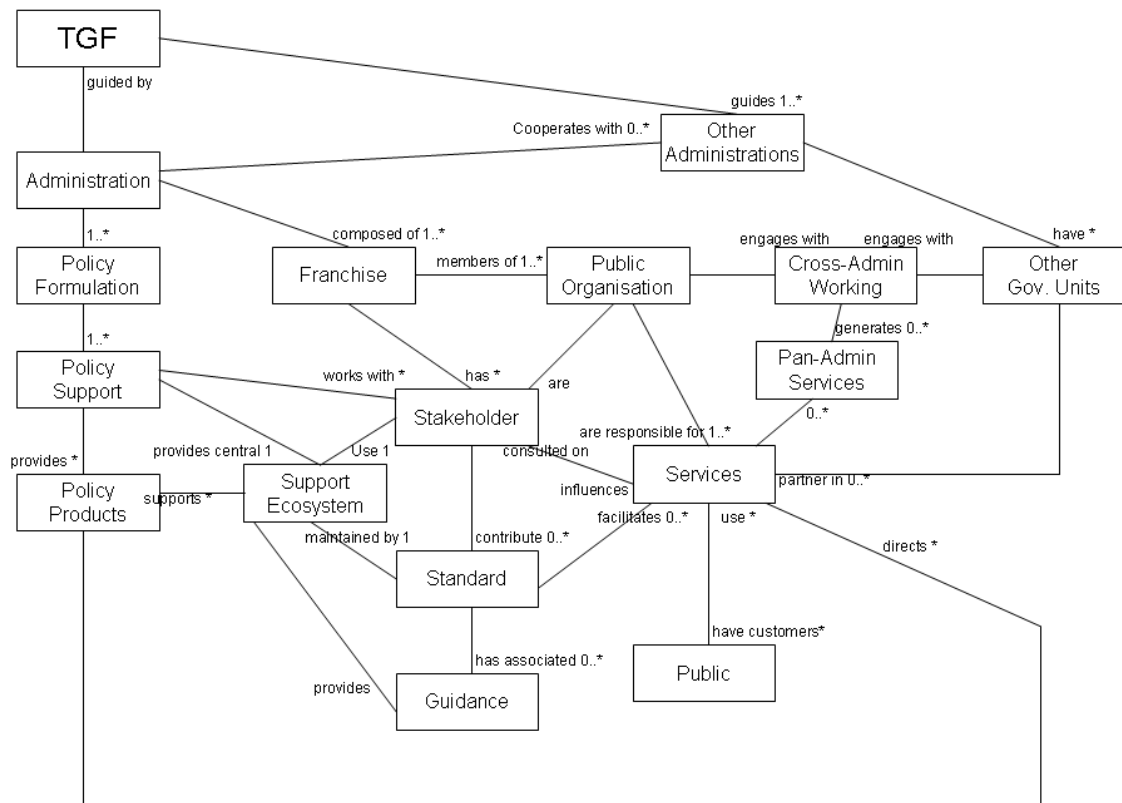 TGF
guided by
guides 1..*
Cooperates with 0..*
Other
Administrations
Administration
composed of 1..*
1..*
engages with
engages with
have *
Policy
Formulation
Franchise
members of 1..*
Public
Organisation
Cross-Admin
Working
Other
Gov. Units
1..*
generates 0..*
Policy
Support
works with *
has *
are
Pan-Admin
Services
Stakeholder
0..*
are responsible for 1..*
provides *
provides central 1
Use 1
consulted on
Policy
Products
supports *
Support
Ecosystem
influences
Services
partner in 0..*
facilitates 0..*
use *
maintained by 1
contribute 0..*
directs *
Standard
have customers*
has associated 0..*
Public
provides
Guidance